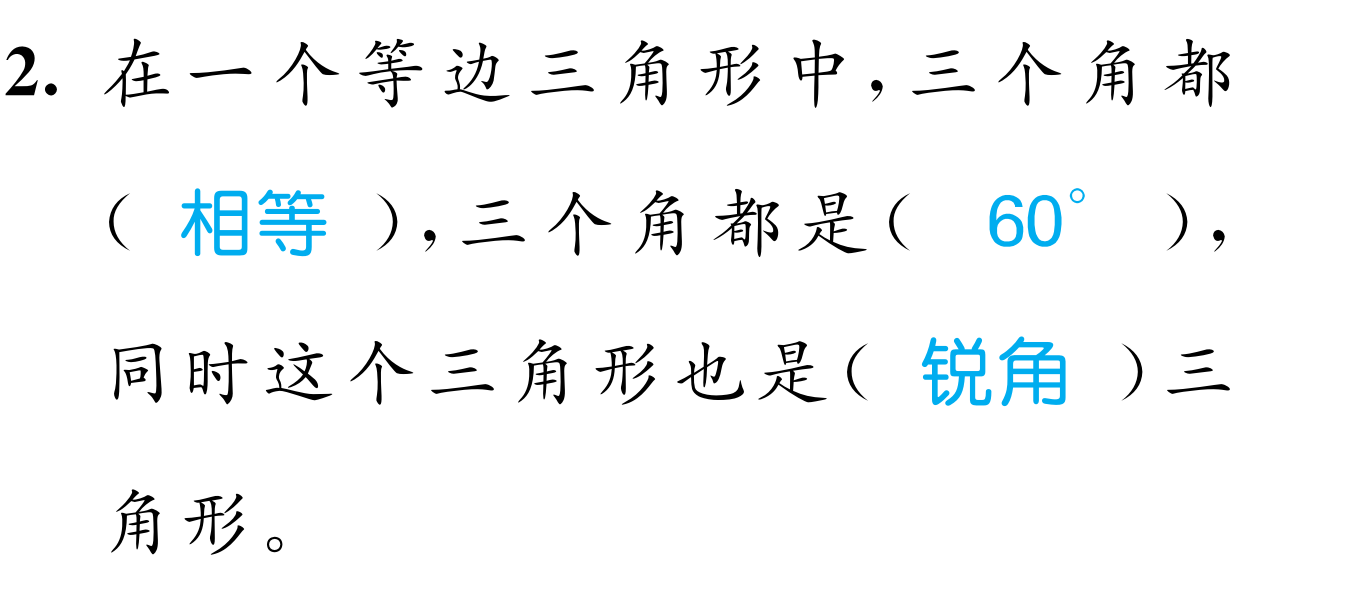 2. 在一个等边三角形中,三个角都
( 相等 ),三个角都是( 60° ),
同时这个三角形也是( 锐角 )三
角形。